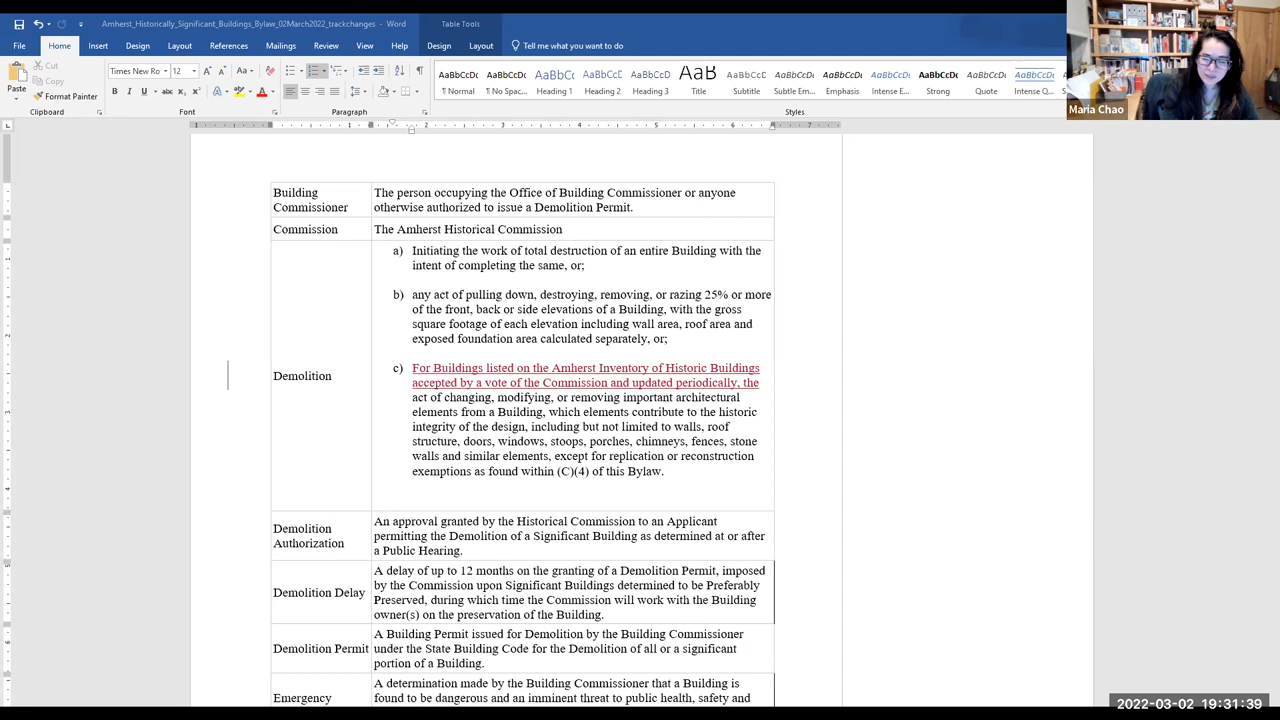 Amherst_Historically_Significant_Buildings_Bylaw_02March2022_trackchanges - Word
Table Tools
File Home Insert Design Layout References Mailings Review View Help Design Layout Tell me what you want to do
Cut
Copy
Paste
Format Painter
Times New Ro 12
AaBbCcDc AaBbCcDc AaBbCcI AaBbCcI AaBbCcI AaB AaBbCcDc AaBbCcDc AaBbCcDc AaBbCcDc AaBbCcDc AaBbCcDc AaBbCcDc
¶ Normal ¶ No Spac... Heading 1 Heading 2 Heading 3 Title Subtitle Subtle Em... Emphasis Intense E... Strong Quote Intense Q...
Clipboard Font Paragraph Styles
Maria Chao
Building
Commissioner
The person occupying the Office of Building Commissioner or anyone
otherwise authorized to issue a Demolition Permit.
Commission
The Amherst Historical Commission
Demolition
a) Initiating the work of total destruction of an entire Building with the
intent of completing the same, or;
b) any act of pulling down, destroying, removing, or razing 25% or more
of the front, back or side elevations of a Building, with the gross
square footage of each elevation including wall area, roof area and
exposed foundation area calculated separately, or;
c) For Buildings listed on the Amherst Inventory of Historic Buildings
accepted by a vote of the Commission and updated periodically, the
act of changing, modifying, or removing important architectural
elements from a Building, which elements contribute to the historic
integrity of the design, including but not limited to walls, roof
structure, doors, windows, stoops, porches, chimneys, fences, stone
walls and similar elements, except for replication or reconstruction
exemptions as found within (C)(4) of this Bylaw.
Demolition
Authorization
An approval granted by the Historical Commission to an Applicant
permitting the Demolition of a Significant Building as determined at or after
a Public Hearing.
Demolition Delay
A delay of up to 12 months on the granting of a Demolition Permit, imposed
by the Commission upon Significant Buildings determined to be Preferably
Preserved, during which time the Commission will work with the Building
owner(s) on the preservation of the Building.
Demolition Permit
A Building Permit issued for Demolition by the Building Commissioner
under the State Building Code for the Demolition of all or a significant
portion of a Building.
Emergency
A determination made by the Building Commissioner that a Building is
found to be dangerous and an imminent threat to public health, safety and
2022-03-02 19:31:39